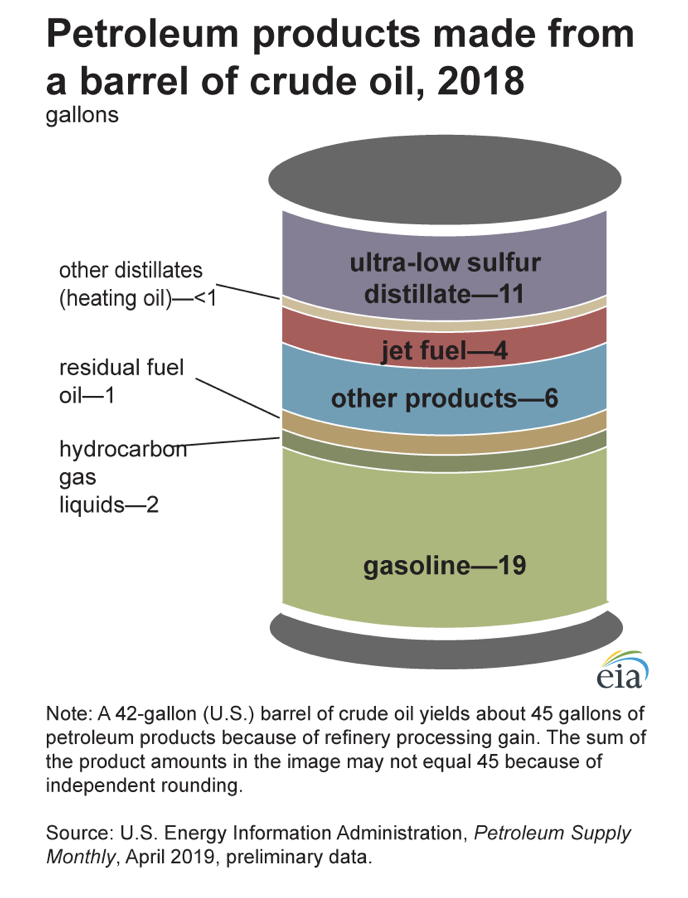 Petroleum products made from
a barrel of crude oil, 2018
gallons
ultra-low sulfur
distillate—11
other distillates
(heating oil)—<1
jet fuel—4
residual fuel
oil—1
other products—6
hydrocarbon
gas
liquids—2
gasoline—19
eia
Note: A 42-gallon (U.S.) barrel of crude oil yields about 45 gallons of
petroleum products because of refinery processing gain. The sum of
the product amounts in the image may not equal 45 because of
independent rounding.
Source: U.S. Energy Information Administration, Petroleum Supply
Monthly, April 2019, preliminary data.